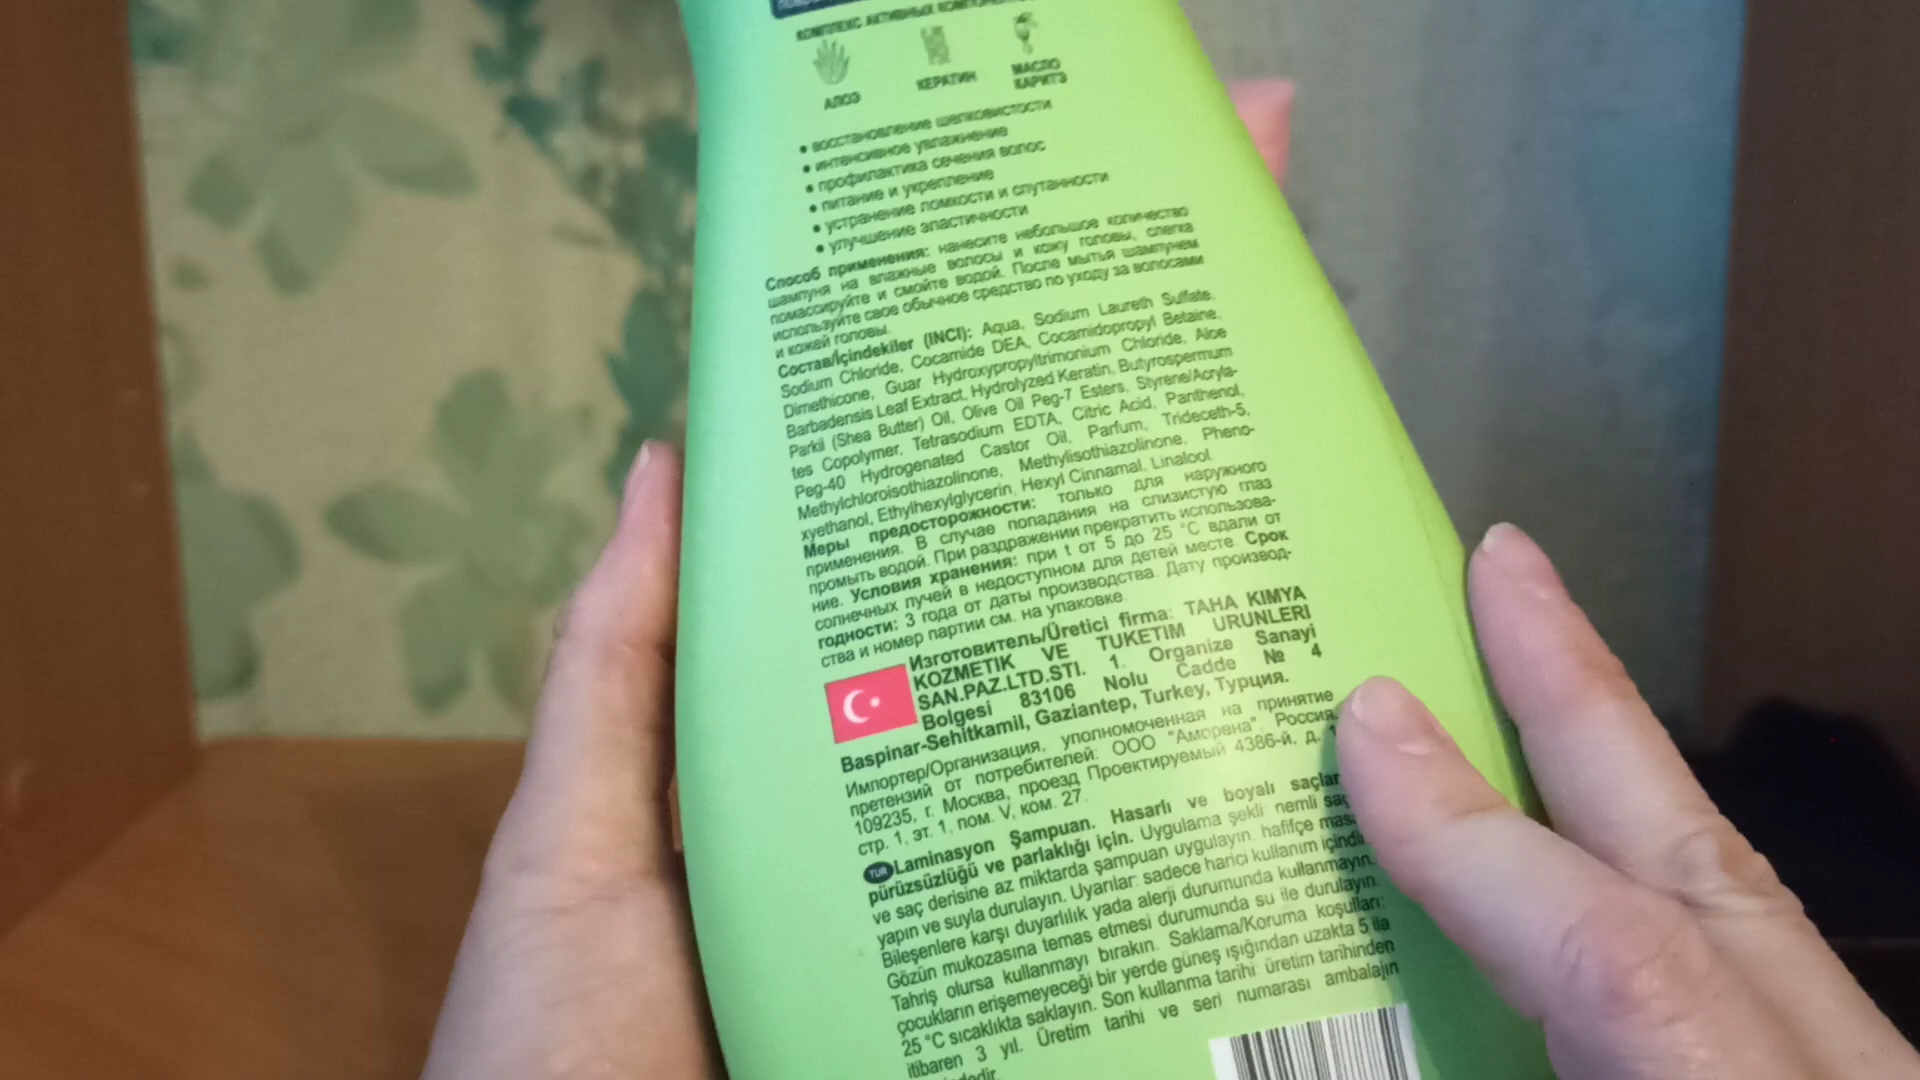 КОМПЛЕКС АКТИВНЫХ
АЛОЭ
КЕРАТИН
МАСЛО
КАРИТЭ
• восстановление шелковистости
• интенсивное увлажнение
• профилактика сечения волос
• питание и укрепление
• устранение ломкости и спутанности
• улучшение эластичности
Способ применения: нанесите небольшое количество
шампуня на влажные волосы и кожу головы, слегка
помассируйте и смойте водой. После мытья шампунем
используйте свое обычное средство по уходу за волосами
и кожей головы.
Состав/İçindekiler (INCI): Aqua, Sodium Laureth Sulfate,
Sodium Chloride, Cocamide DEA, Cocamidopropyl Betaine,
Dimethicone, Guar Hydroxypropyltrimonium Chloride, Aloe
Barbadensis Leaf Extract, Hydrolyzed Keratin, Butyrospermum
Parkii (Shea Butter) Oil, Olive Oil Peg-7 Esters, Styrene/Acryla-
tes Copolymer, Tetrasodium EDTA, Citric Acid, Panthenol,
Peg-40 Hydrogenated Castor Oil, Parfum, Trideceth-5,
Methylchloroisothiazolinone, Methylisothiazolinone, Pheno-
xyethanol, Ethylhexylglycerin, Hexyl Cinnamal, Linalool.
Меры предосторожности: только для наружного
применения. В случае попадания на слизистую глаз
промыть водой. При раздражении прекратить использова-
ние. Условия хранения: при t от 5 до 25 °C вдали от
солнечных лучей в недоступном для детей месте. Срок
годности: 3 года от даты производства. Дату производ-
ства и номер партии см. на упаковке.
Изготовитель/Üretici firma: TAHA KIMYA
KOZMETIK VE TUKETIM URUNLERI
SAN.PAZ.LTD.STI. 1. Organize Sanayi
Bolgesi 83106 Nolu Cadde № 4
Baspinar-Sehitkamil, Gaziantep, Turkey, Турция.
Импортер/Организация, уполномоченная на принятие
претензий от потребителей: ООО "Аморена", Россия,
109235, г. Москва, проезд Проектируемый 4386-й, д.
стр. 1, эт. 1, пом. V, ком. 27.
TUR Laminasyon Şampuan. Hasarlı ve boyalı saçlar
pürüzsüzlüğü ve parlaklığı için. Uygulama şekli: nemli
ve saç derisine az miktarda şampuan uygulayın, hafifçe
yapın ve suyla durulayın. Uyarılar: sadece harici kullanım içindir.
Bileşenlere karşı duyarlılık yada alerji durumunda kullanmayın.
Gözün mukozasına temas etmesi durumunda su ile durulayın.
Tahriş olursa kullanmayı bırakın. Saklama/Koruma koşulları:
çocukların erişemeyeceği bir yerde güneş ışığından uzakta 5 ila
25 °C sıcaklıkta saklayın. Son kullanma tarihi: üretim tarihinden
itibaren 3 yıl. Üretim tarihi ve seri numarası ambalajın